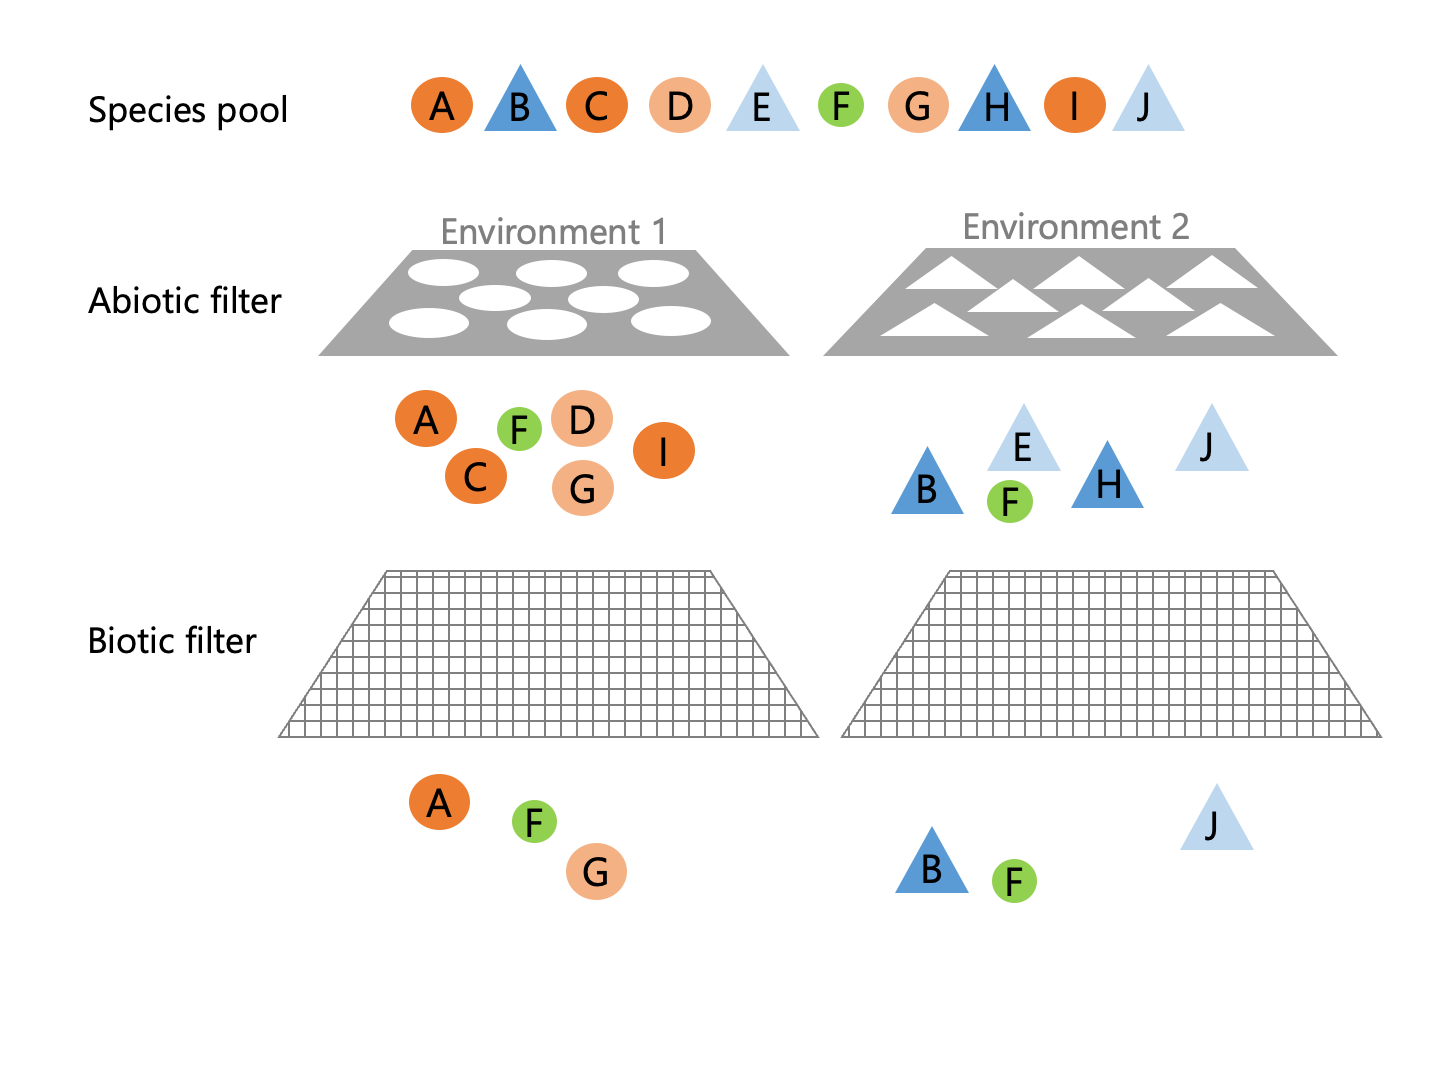 Species pool
A B C D E F G H I J
Environment 1
Environment 2
Abiotic filter
A F D I C G
E J B F H
Biotic filter
A F G
J B F